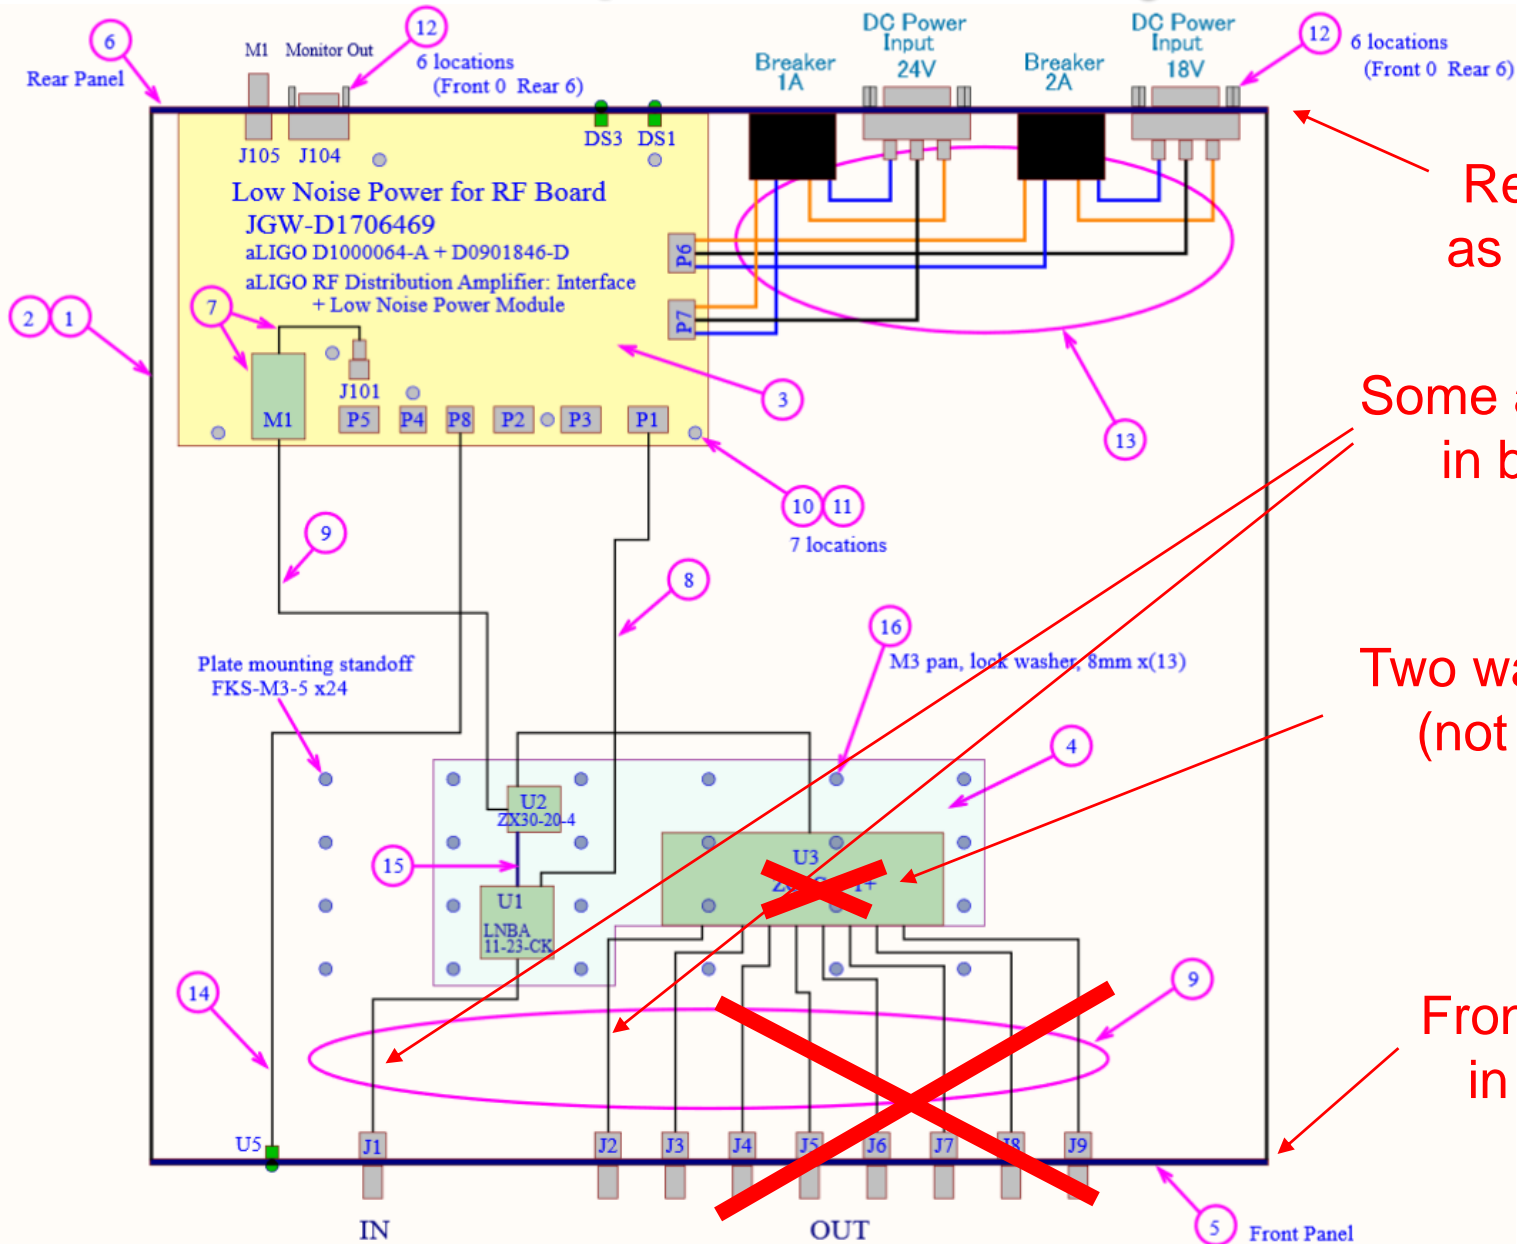 6
Rear Panel
M1
Monitor Out
12
6 locations
(Front 0 Rear 6)
Breaker
1A
DC Power
Input
24V
Breaker
2A
DC Power
Input
18V
12
6 locations
(Front 0 Rear 6)
J105
J104
DS3
DS1
Low Noise Power for RF Board
JGW-D1706469
aLIGO D1000064-A + D0901846-D
aLIGO RF Distribution Amplifier: Interface
+ Low Noise Power Module
P6
P7
as
2
1
7
M1
J101
P5
P4
P8
P2
P3
P1
3
13
Some
in
10
11
7 locations
9
8
16
M3 pan, lock washer, 8mm x(13)
Plate mounting standoff
FKS-M3-5 x24
Two
(not
4
U2
ZX30-20-4
15
U1
LNBA
11-23-CK
U3
14
9
in
U5
J1
J2
J3
J4
J5
J6
J7
J8
J9
IN
OUT
5
Front Panel